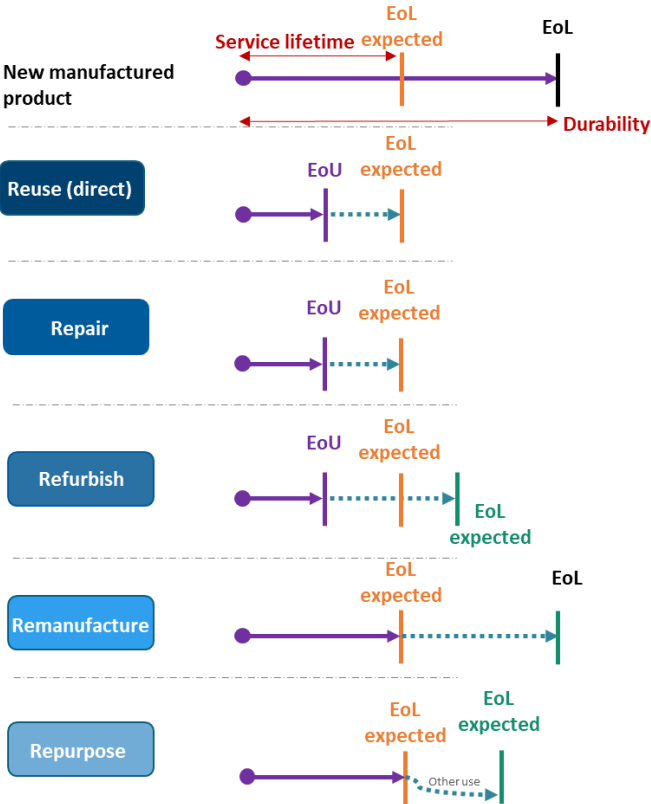 EoL
expected
EoL
Service lifetime
New manufactured
product
Durability
EoL
expected
EoU
Reuse (direct)
EoL
expected
EoU
Repair
EoL
expected
EoU
Refurbish
EoL
expected
EoL
expected
EoL
Remanufacture
EoL
expected
EoL
expected
Repurpose
Other use